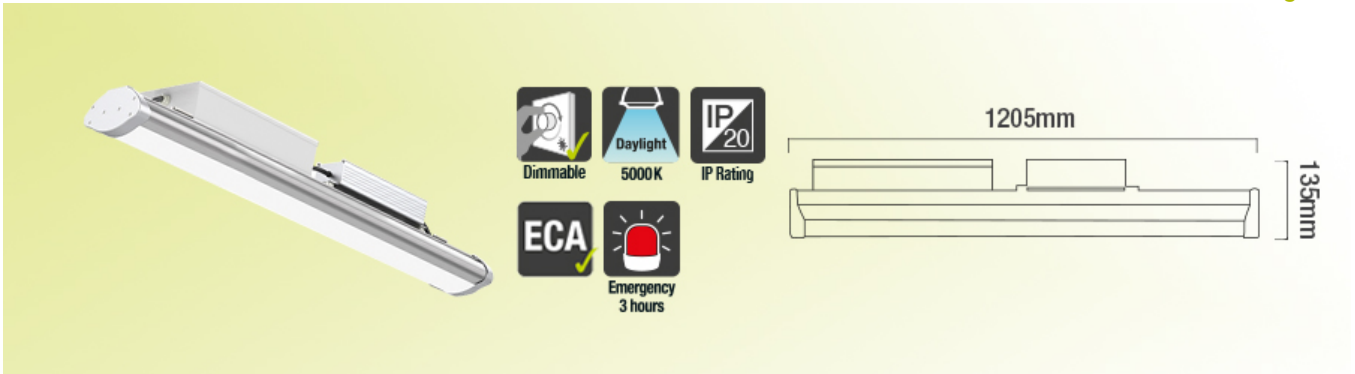 Daylight
IP
20
Dimmable
5000K
IP Rating
ECA
Emergency
3 hours
1205mm
135mm